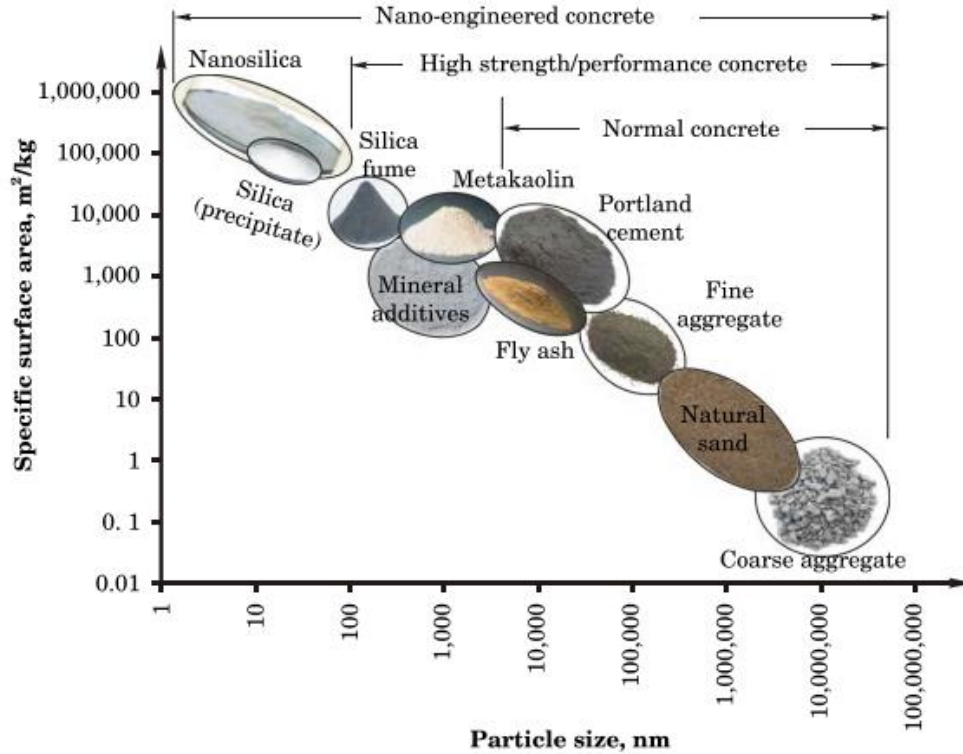 Nano-engineered concrete
Nanosilica
High strength/performance concrete
1,000,000
Normal concrete
Silica
fume
100,000
Metakaolin
Silica
(precipitate)
10,000
Portland
cement
1,000
Mineral
additives
Fine
aggregate
100
Fly ash
10
Natural
sand
1
0. 1
Coarse aggregate
0.01
Specific surface area, m²/kg
1
10
100
1,000
10,000
100,000
1,000,000
10,000,000
100,000,000
Particle size, nm